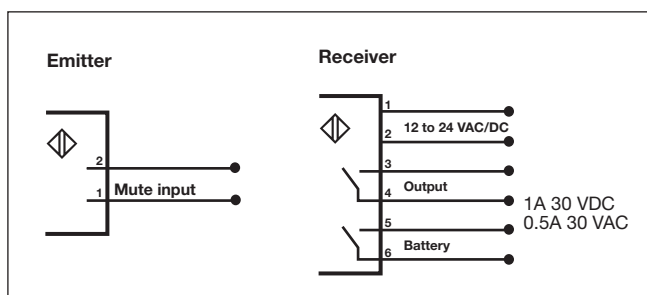 Emitter
2
1
Mute input
Receiver
1
2
12 to 24 VAC/DC
3
4
Output
5
6
Battery
1A 30 VDC
0.5A 30 VAC